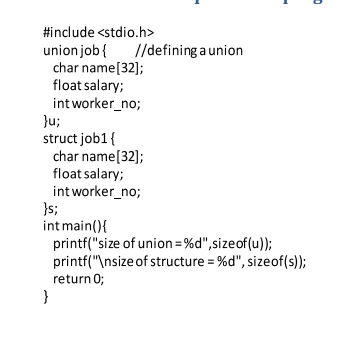 #include <stdio.h>
union job { //defining a union
char name[32];
float salary;
int worker_no;
}u;
struct job1 {
char name[32];
float salary;
int worker_no;
}s;
int main(){
printf("size of union = %d",sizeof(u));
printf("\nsize of structure = %d", sizeof(s));
return 0;
}